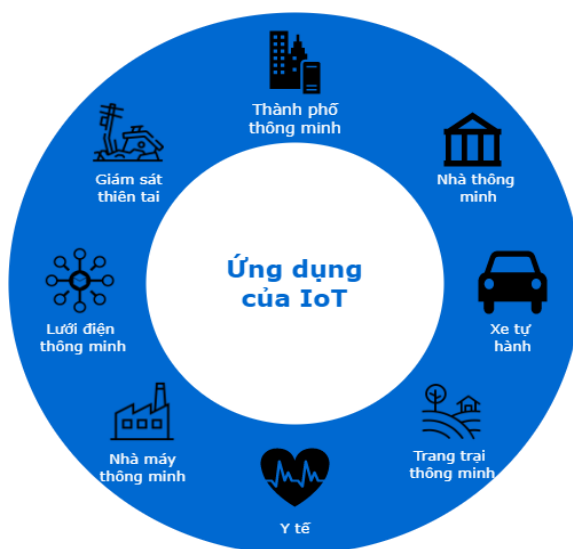 Thành phố
thông minh
Giám sát
thiên tai
Nhà thông
minh
Ứng dụng
của IoT
Lưới điện
thông minh
Xe tự
hành
Nhà máy
thông minh
Trang trại
thông minh
Y tế